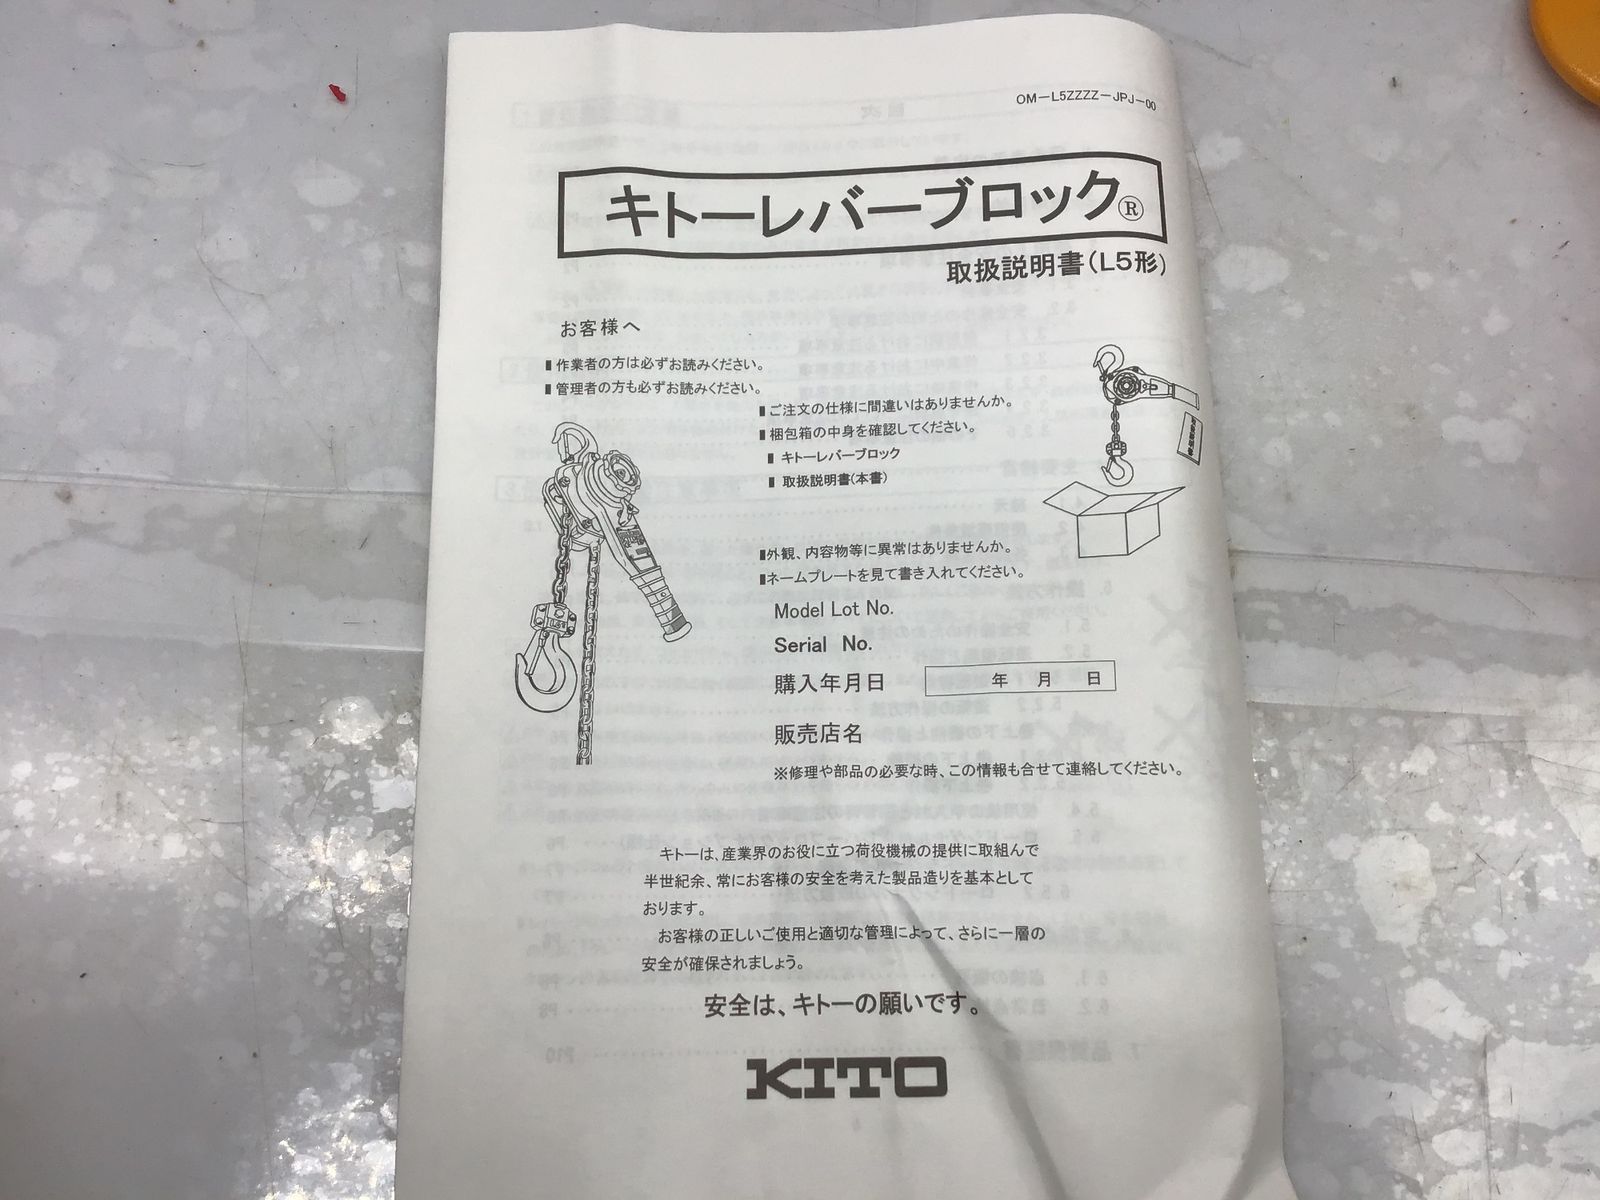 OM-L5ZZZZ-JPJ-00
キトーレバーブロック®
取扱説明書(L5形)
お客様へ
▮作業者の方は必ずお読みください。
▮管理者の方も必ずお読みください。
▮ご注文の仕様に間違いはありませんか。
▮梱包箱の中身を確認してください。
▮ キトーレバーブロック
▮ 取扱説明書(本書)
▮外観、内容物等に異常はありませんか。
▮ネームプレートを見て書き入れてください。
Model Lot No.
Serial No.
購入年月日 年 月 日
販売店名
※修理や部品の必要な時、この情報も合せて連絡してください。
キトーは、産業界のお役に立つ荷役機械の提供に取組んで
半世紀余、常にお客様の安全を考えた製品造りを基本として
おります。
お客様の正しいご使用と適切な管理によって、さらに一層の
安全が確保されましょう。
安全は、キトーの願いです。
KITO